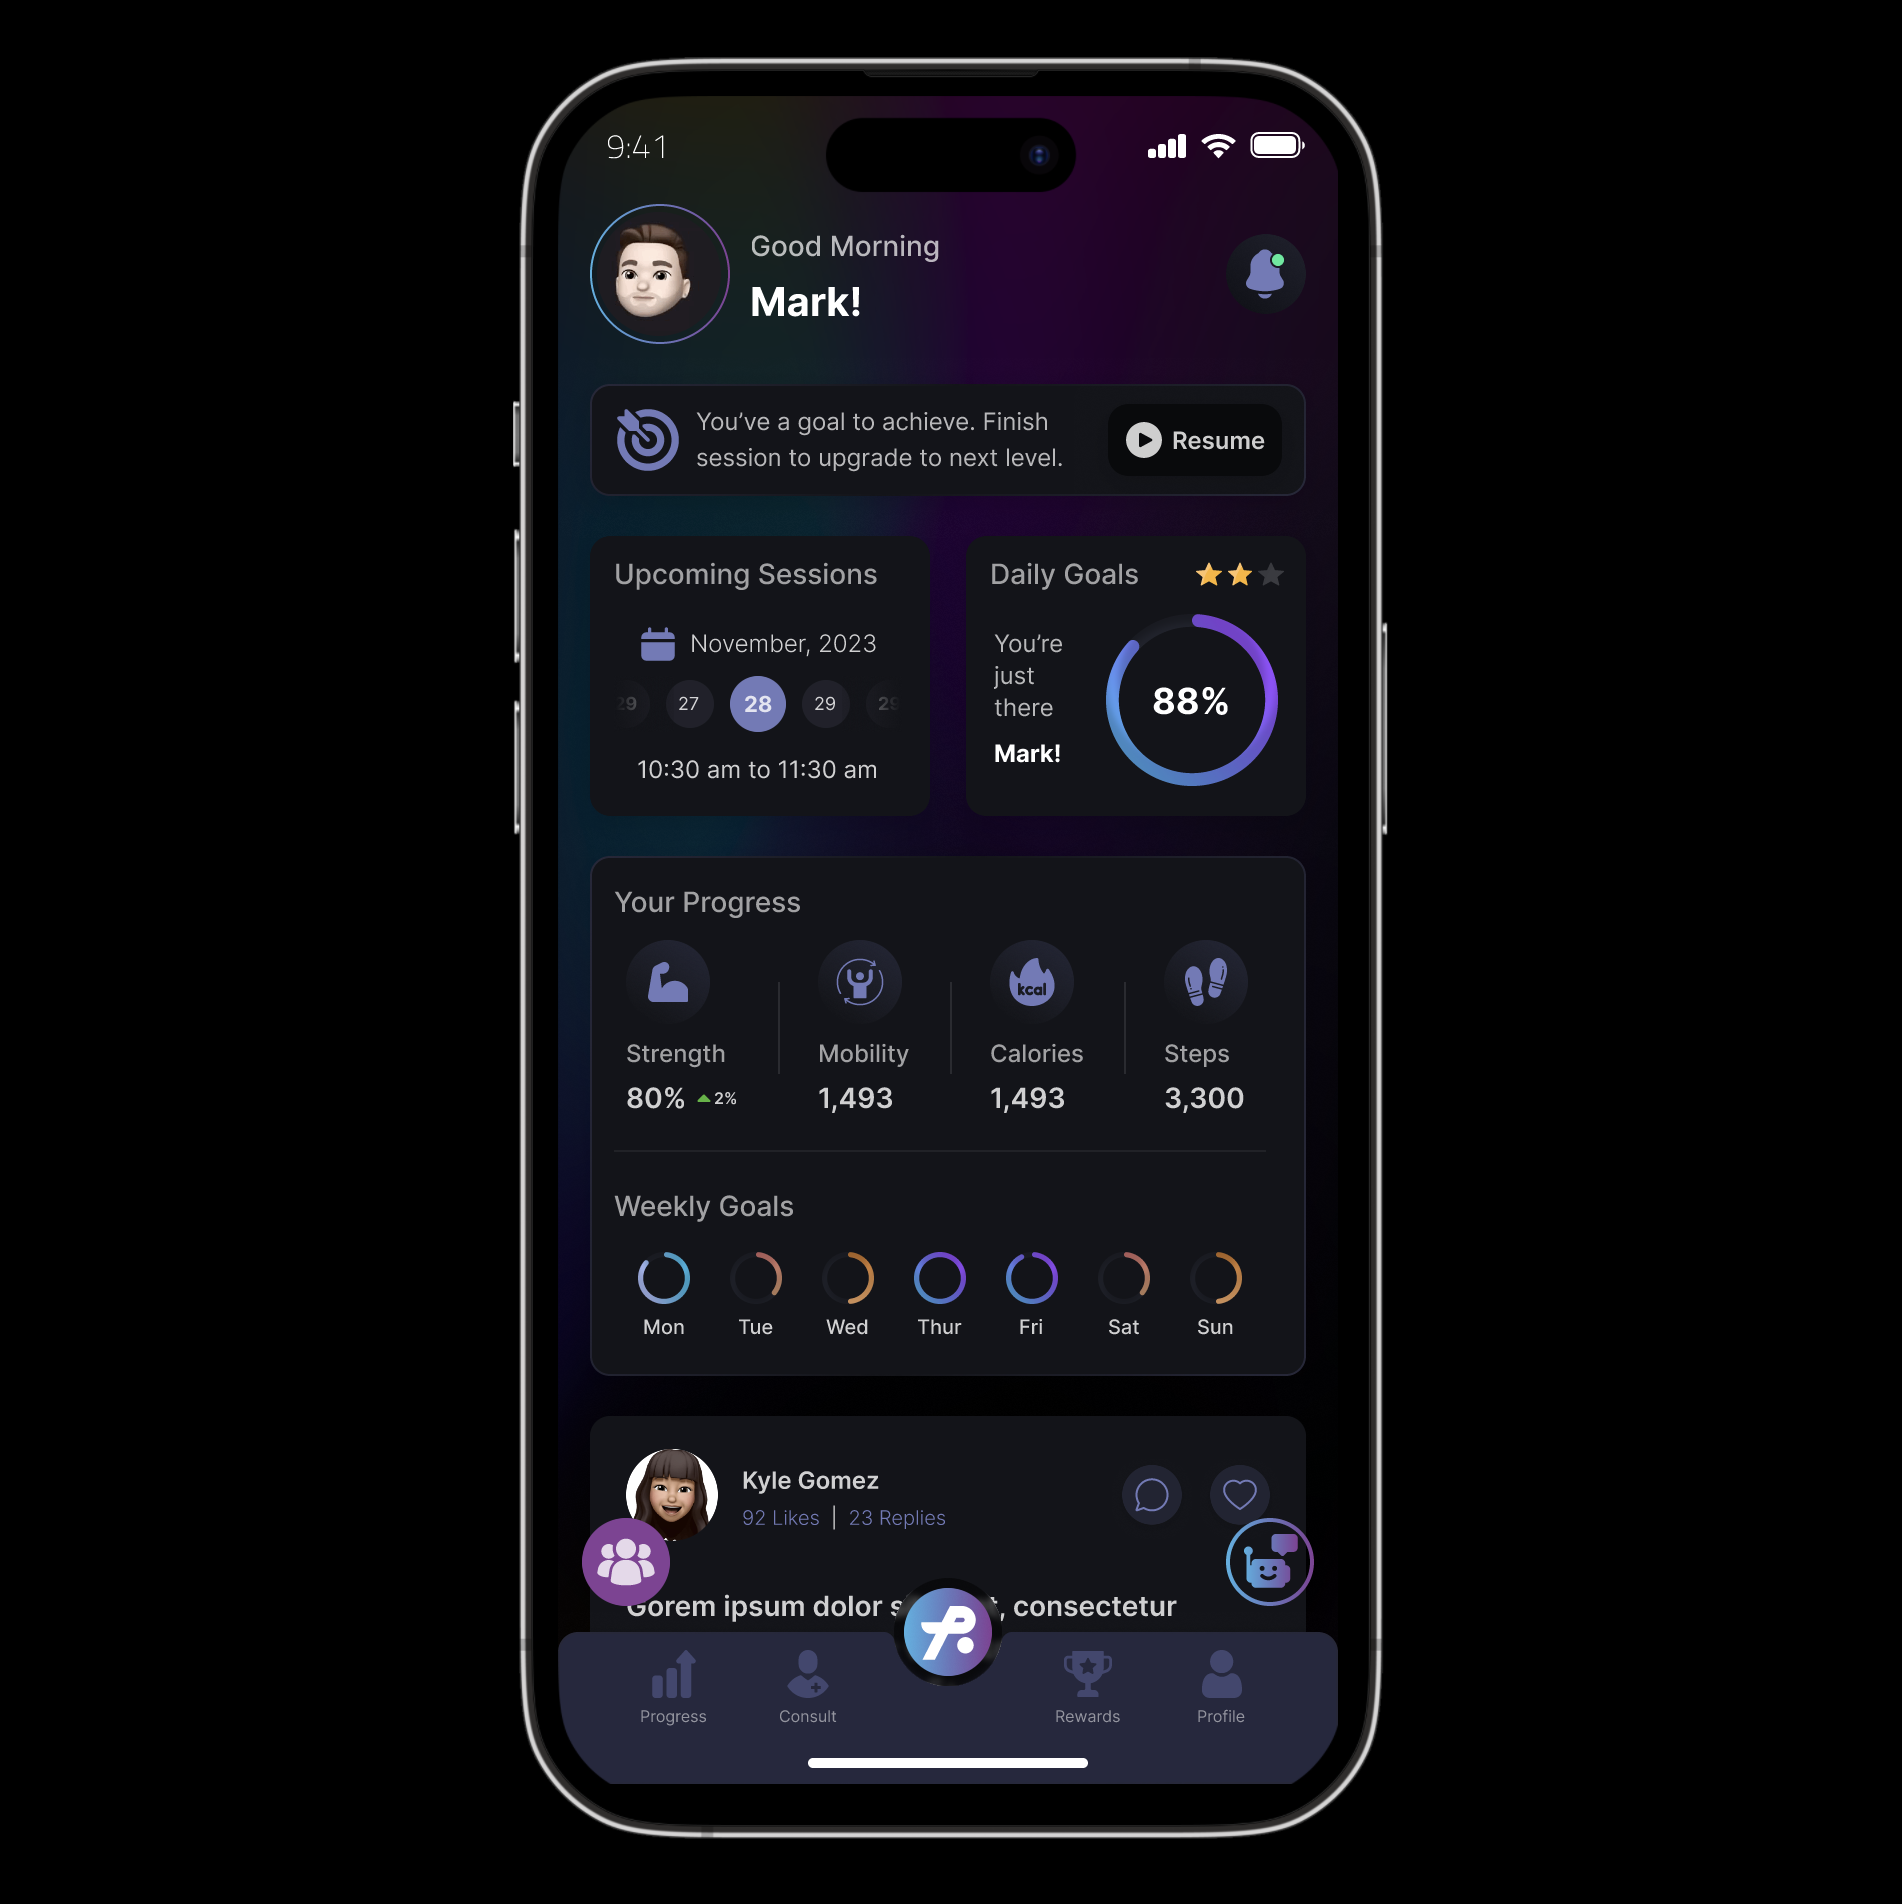 9:41
Good Morning
Mark!
You've a goal to achieve. Finish
session to upgrade to next level.
Resume
Upcoming Sessions
November, 2023
29 27 28 29 29
10:30 am to 11:30 am
Daily Goals
You're
just
there
Mark!
88%
Your Progress
kcal
Strength Mobility Calories Steps
80% 2% 1,493 1,493 3,300
Weekly Goals
Mon Tue Wed Thur Fri Sat Sun
Kyle Gomez
92 Likes | 23 Replies
Gorem ipsum dolor , consectetur
Progress Consult Rewards Profile